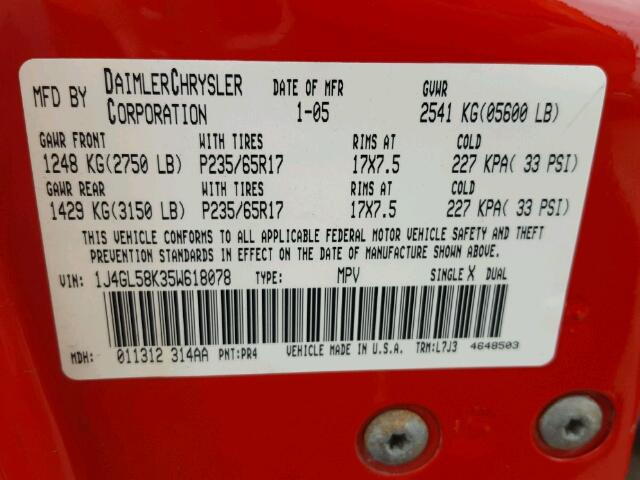 MFD BY DAIMLERCHRYSLER CORPORATION DATE OF MFR 1-05 GVWR 2541 KG(05600 LB)
GAWR FRONT WITH TIRES RIMS AT COLD
1248 KG(2750 LB) P235/65R17 17X7.5 227 KPA( 33 PSI)
GAWR REAR WITH TIRES RIMS AT COLD
1429 KG(3150 LB) P235/65R17 17X7.5 227 KPA( 33 PSI)
THIS VEHICLE CONFORMS TO ALL APPLICABLE FEDERAL MOTOR VEHICLE SAFETY AND THEFT
PREVENTION STANDARDS IN EFFECT ON THE DATE OF MANUFACTURE SHOWN ABOVE.
VIN: 1J4GL58K35W618078 TYPE: MPV SINGLE X DUAL
MDH: 011312 314AA PNT:PR4 VEHICLE MADE IN U.S.A. TRM:L7J3 4648503